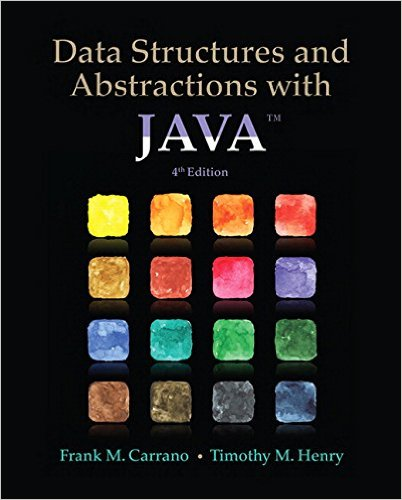 Data Structures and
Abstractions with
JAVA™
4th Edition
Frank M. Carrano • Timothy M. Henry